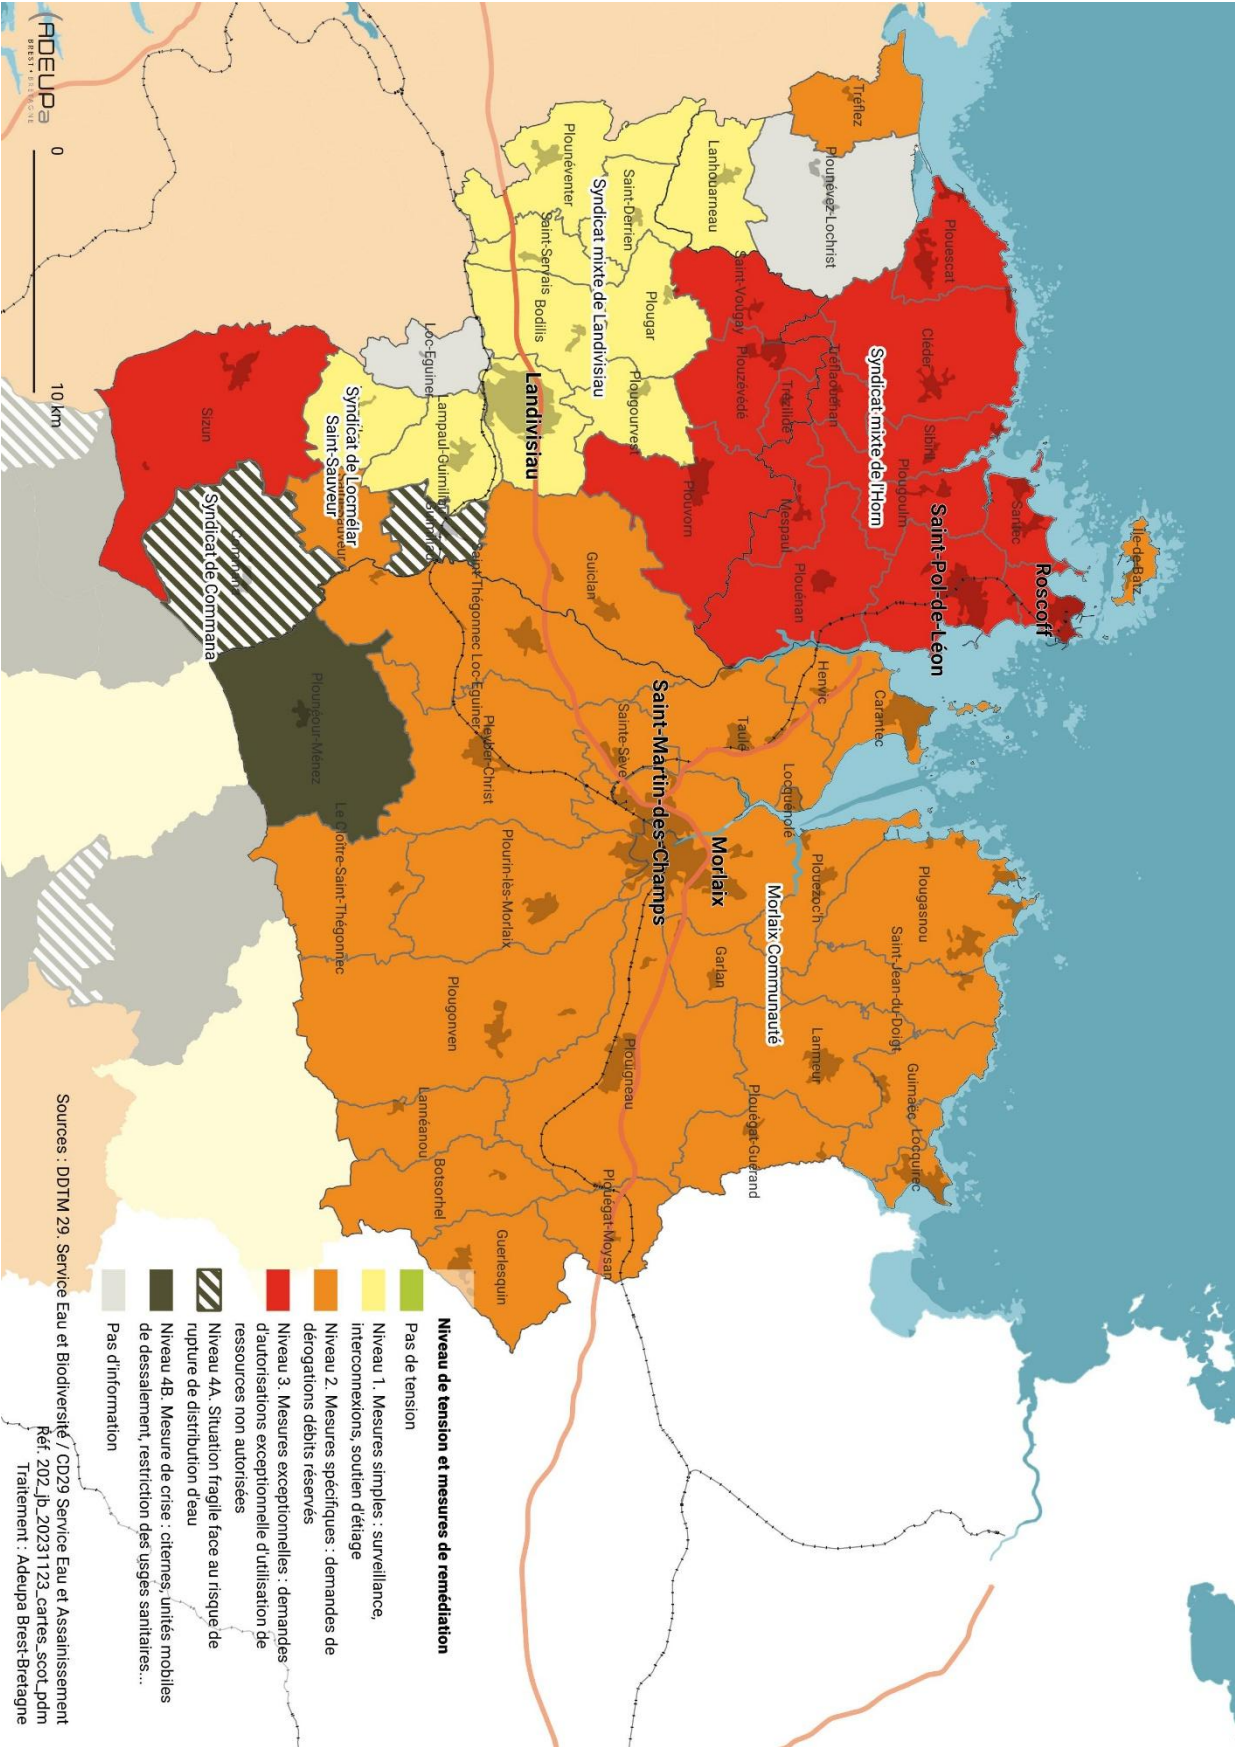 Île-de-Batz
Roscoff
Santec
Saint-Pol-de-Léon
Sibiril
Plougoulm
Cléder
Plouescat
Syndicat mixte de l'Horn
Tréflaouénan
Trézilidé
Mespaul
Plouénan
Plouzévédé
Saint-Vougay
Plouvorn
Tréflez
Plounévez-Lochrist
Lanhouarneau
Plougar
Plougourvest
Saint-Derrien
Syndicat mixte de Landivisiau
Plounéventer
Saint-Servais
Bodilis
Landivisiau
Carantec
Henvic
Taulé
Locquénolé
Plougasnou
Saint-Jean-du-Doigt
Guimaëc
Locquirec
Plouezoc'h
Lanmeur
Morlaix Communauté
Plouégat-Guérand
Garlan
Morlaix
Saint-Martin-des-Champs
Sainte-Sève
Guiclan
Plouigneau
Plouégat-Moysan
Saint-Thégonnec Loc-Eguiner
Pleyber-Christ
Plourin-lès-Morlaix
Plougonven
Lannéanou
Botsorhel
Guerlesquin
Le Cloître-Saint-Thégonnec
Plounéour-Ménez
Loc-Eguiner
Lampaul-Guimiliau
Guimiliau
Syndicat de Locmélar
Saint-Sauveur
Sizun
Commana
Syndicat de Commana
Niveau de tension et mesures de remédiation
Pas de tension
Niveau 1. Mesures simples : surveillance,
interconnexions, soutien d'étiage
Niveau 2. Mesures spécifiques : demandes de
dérogations débits réservés
Niveau 3. Mesures exceptionnelles : demandes
d'autorisations exceptionnelle d'utilisation de
ressources non autorisées
Niveau 4A. Situation fragile face au risque de
rupture de distribution d'eau
Niveau 4B. Mesure de crise : citernes, unités mobiles
de dessalement, restriction des usgaes sanitaires...
Pas d'information
0 10 km
ADEUPa
BREST • BRETAGNE
Sources : DDTM 29. Service Eau et Biodiversité / CD29 Service Eau et Assainissement
Réf. 202_jb_20231123_cartes_scot_pdm
Traitement : Adeupa Brest-Bretagne